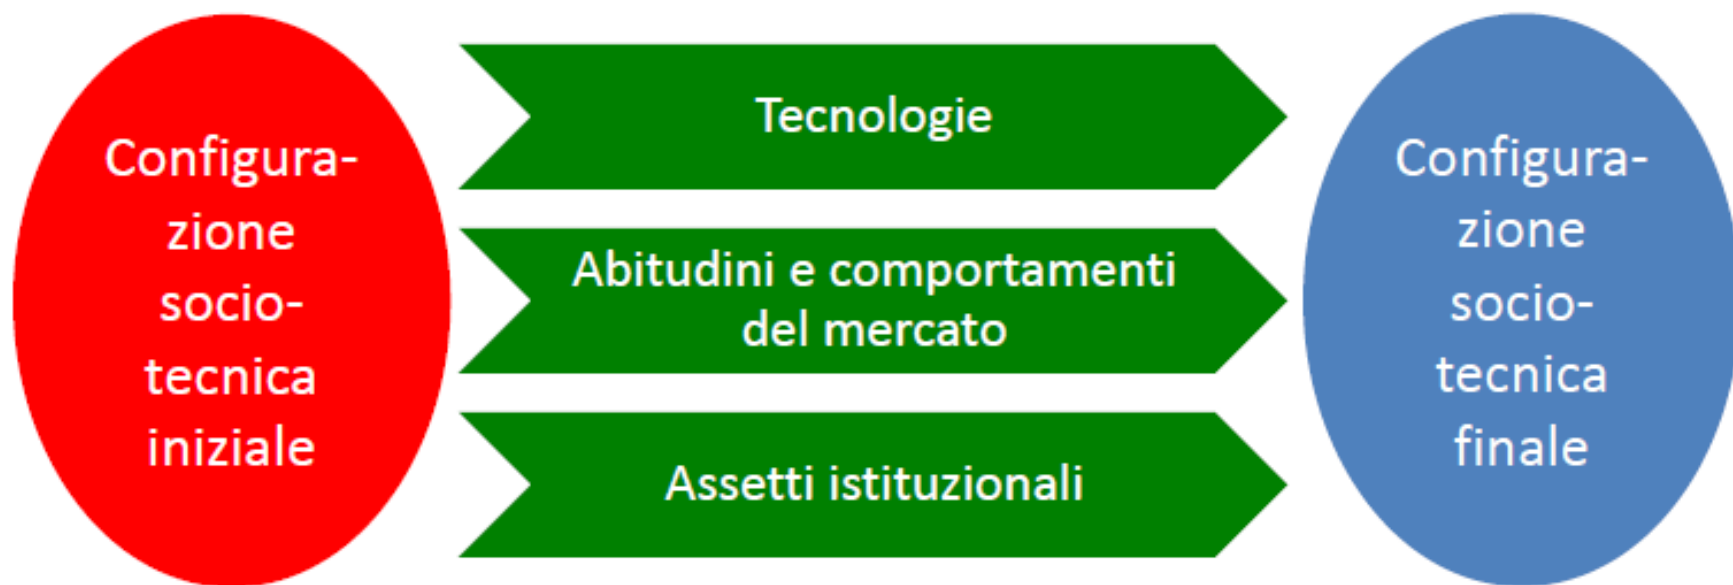 Configura-
zione
socio-
tecnica
iniziale
Tecnologie
Abitudini e comportamenti
del mercato
Assetti istituzionali
Configura-
zione
socio-
tecnica
finale